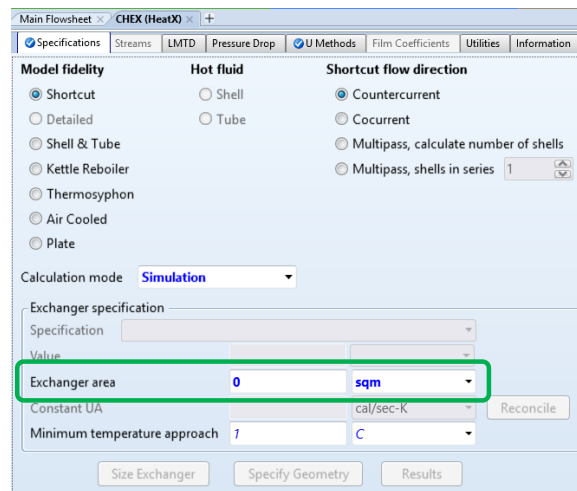 Main Flowsheet × CHEX (HeatX) × +
Specifications Streams LMTD Pressure Drop U Methods Film Coefficients Utilities Information
Model fidelity Hot fluid Shortcut flow direction
Shortcut Shell Countercurrent
Detailed Tube Cocurrent
Shell & Tube Multipass, calculate number of shells
Kettle Reboiler Multipass, shells in series 1
Thermosyphon
Air Cooled
Plate
Calculation mode Simulation
Exchanger specification
Specification
Value
Exchanger area 0 sqm
Constant UA cal/sec-K Reconcile
Minimum temperature approach 1 C
Size Exchanger Specify Geometry Results